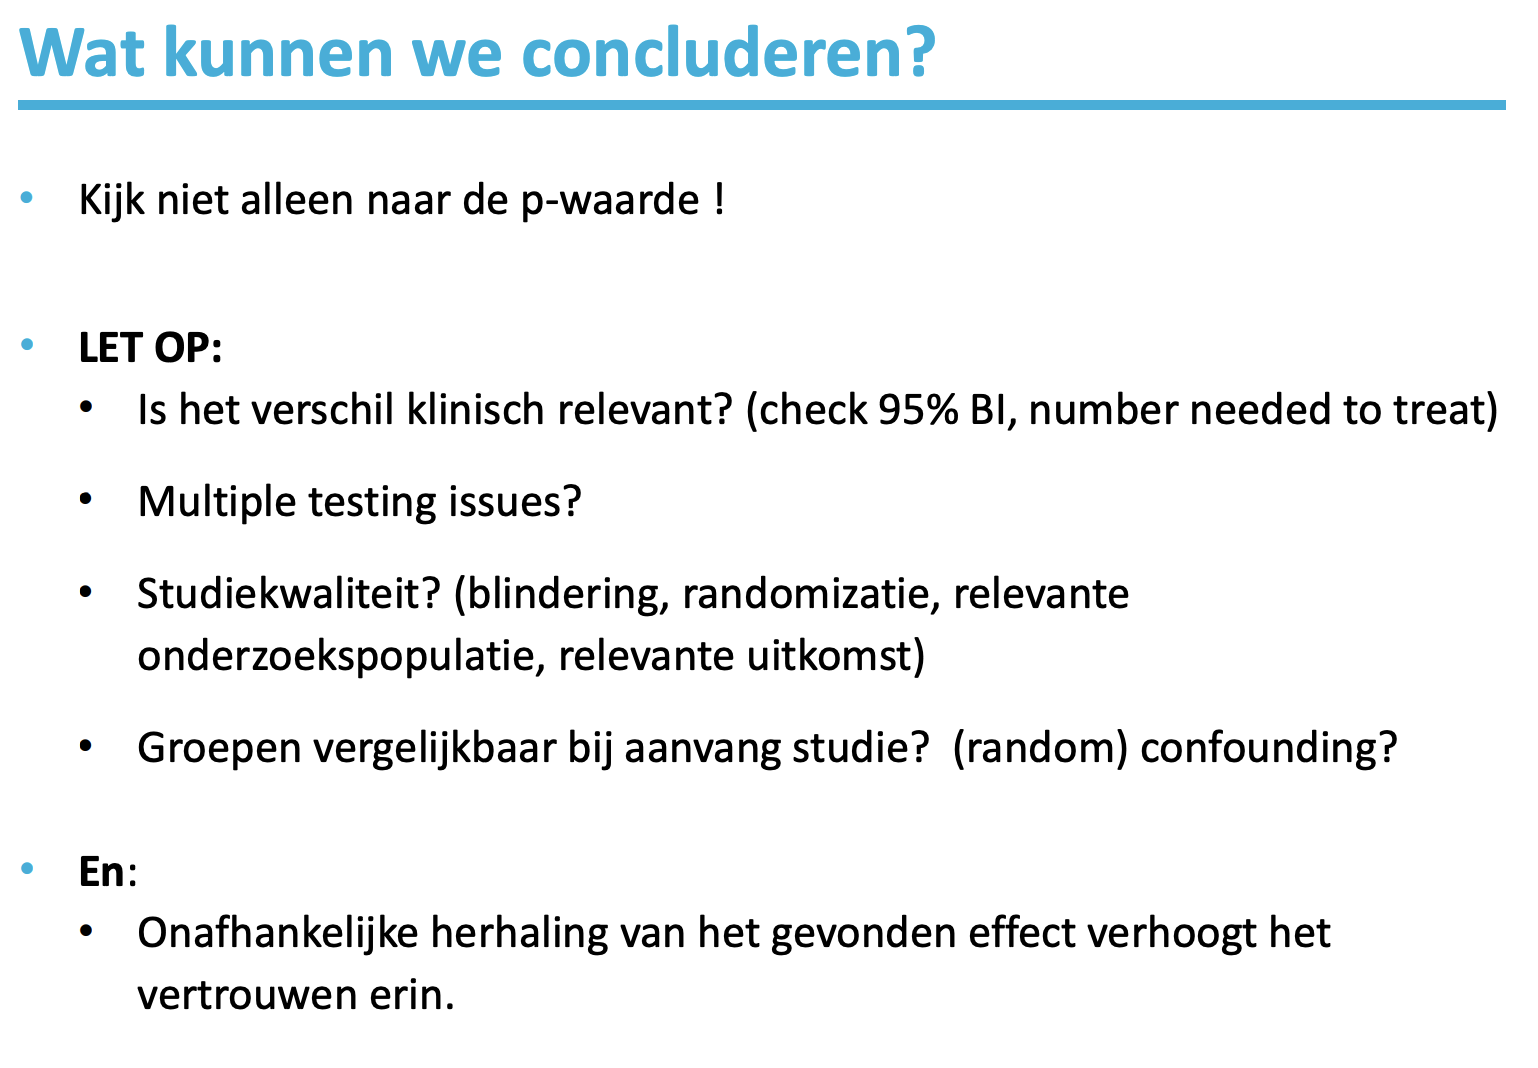 Wat kunnen we concluderen?
• Kijk niet alleen naar de p-waarde !
• LET OP:
• Is het verschil klinisch relevant? (check 95% BI, number needed to treat)
• Multiple testing issues?
• Studiekwaliteit? (blindering, randomizatie, relevante
onderzoekspopulatie, relevante uitkomst)
• Groepen vergelijkbaar bij aanvang studie?  (random) confounding?
• En:
• Onafhankelijke herhaling van het gevonden effect verhoogt het
vertrouwen erin.